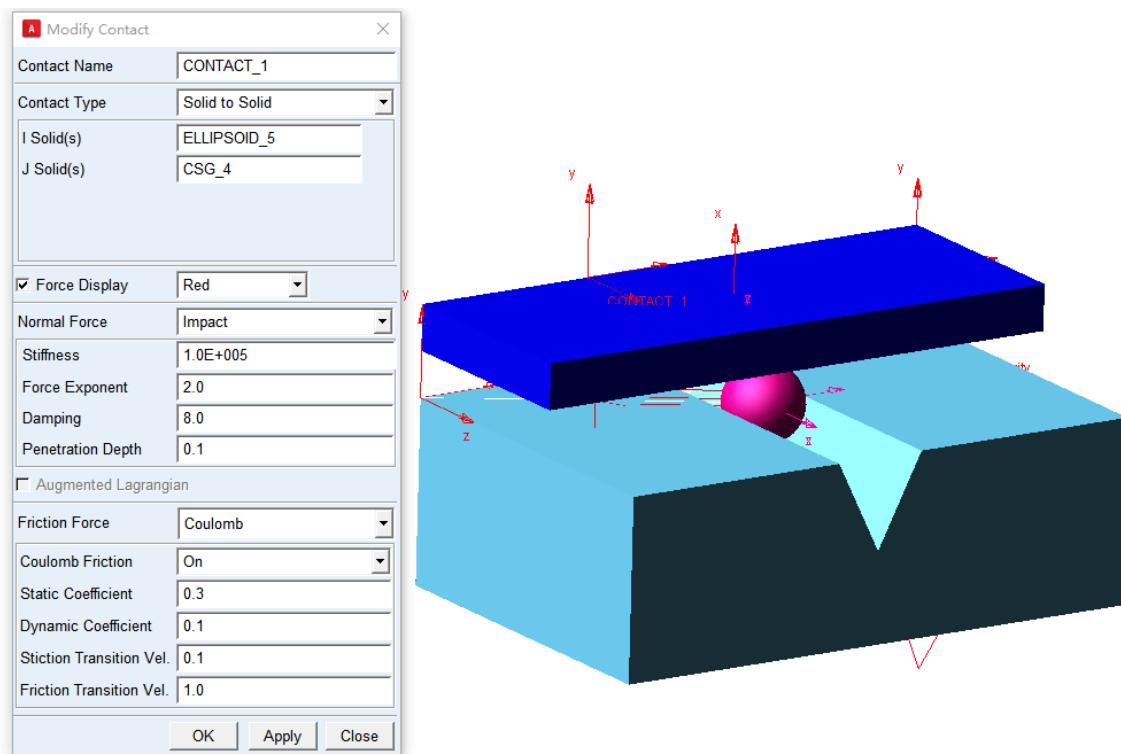 Modify Contact
Contact Name CONTACT_1
Contact Type Solid to Solid
I Solid(s) ELLIPSOID_5
J Solid(s) CSG_4
Force Display Red
Normal Force Impact
Stiffness 1.0E+005
Force Exponent 2.0
Damping 8.0
Penetration Depth 0.1
Augmented Lagrangian
Friction Force Coulomb
Coulomb Friction On
Static Coefficient 0.3
Dynamic Coefficient 0.1
Stiction Transition Vel. 0.1
Friction Transition Vel. 1.0
OK Apply Close
y
y
x
y
CONTACT_1
z